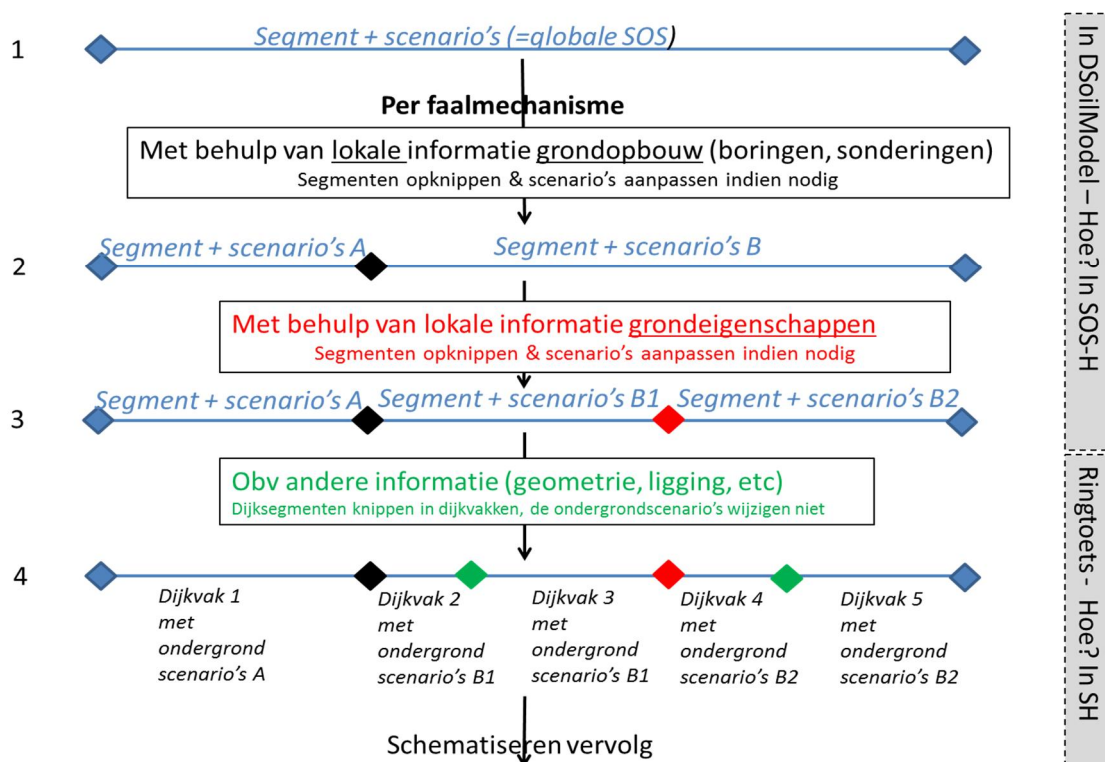 1
Segment + scenario's (=globale SOS)
Per faalmechanisme
Met behulp van lokale informatie grondopbouw (boringen, sonderingen)
Segmenten opknippen & scenario's aanpassen indien nodig
2
Segment + scenario's A
Segment + scenario's B
Met behulp van lokale informatie grondeigenschappen
Segmenten opknippen & scenario's aanpassen indien nodig
3
Segment + scenario's A
Segment + scenario's B1
Segment + scenario's B2
Obv andere informatie (geometrie, ligging, etc)
Dijksegmenten knippen in dijkvakken, de ondergrondscenario's wijzigen niet
4
Dijkvak 1
met
ondergrond
scenario's A
Dijkvak 2
met
ondergrond
scenario's B1
Dijkvak 3
met
ondergrond
scenario's B1
Dijkvak 4
met
ondergrond
scenario's B2
Dijkvak 5
met
ondergrond
scenario's B2
Schematiseren vervolg
In DSoilModel – Hoe? In SOS-H
Ringtoets - Hoe? In SH